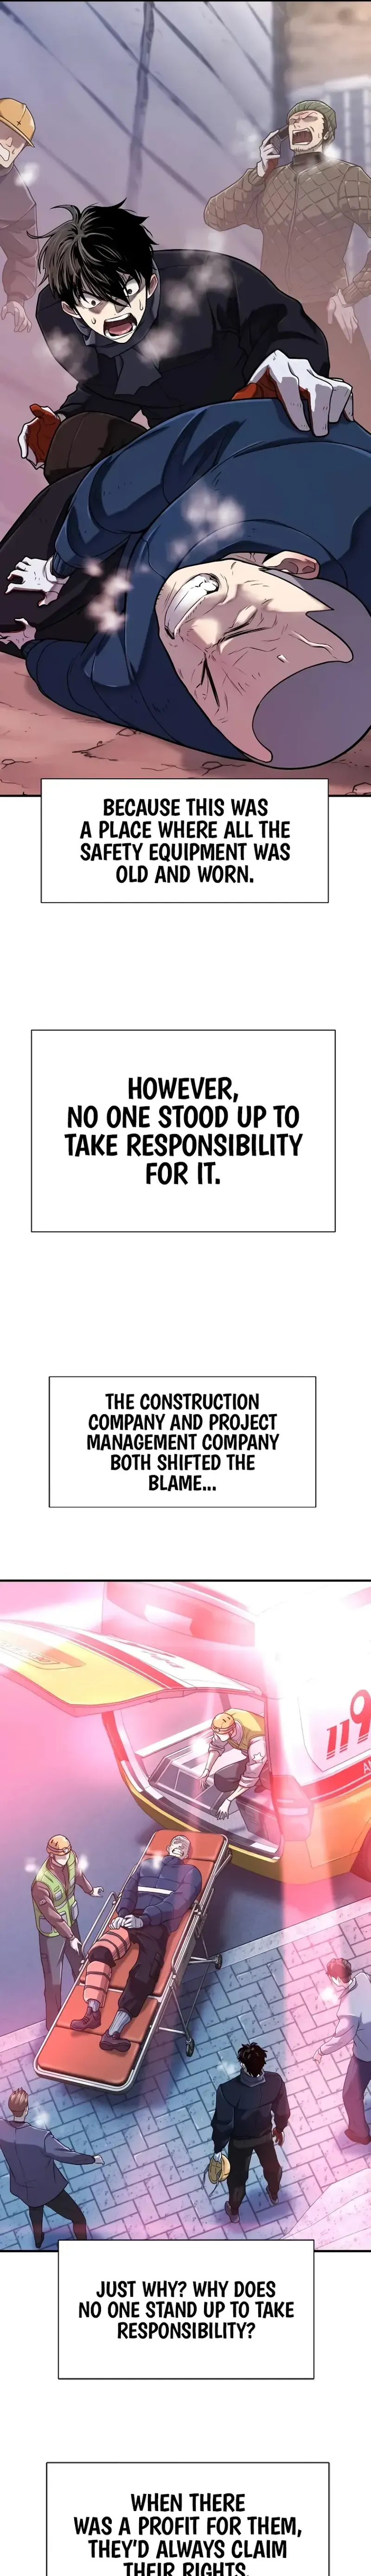 BECAUSE THIS WAS
A PLACE WHERE ALL THE
SAFETY EQUIPMENT WAS
OLD AND WORN.
HOWEVER,
NO ONE STOOD UP TO
TAKE RESPONSIBILITY
FOR IT.
THE CONSTRUCTION
COMPANY AND PROJECT
MANAGEMENT COMPANY
BOTH SHIFTED THE
BLAME...
119
JUST WHY? WHY DOES
NO ONE STAND UP TO TAKE
RESPONSIBILITY?
WHEN THERE
WAS A PROFIT FOR THEM,
THEY'D ALWAYS CLAIM
THEIR RIGHTS.